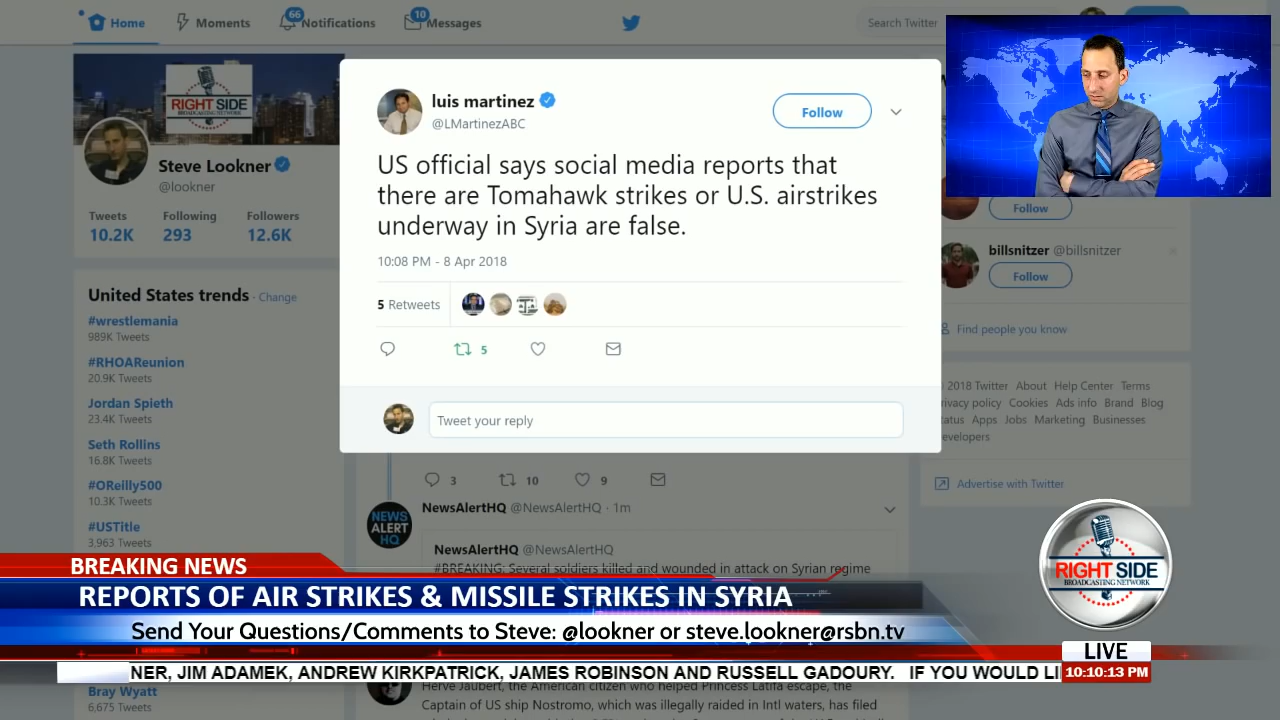 Home
Moments
66
Notifications
10
Messages
Search Twitter
RIGHT SIDE
BROADCASTING NETWORK
Steve Lookner
@lookner
Tweets
Following
Followers
10.2K
293
12.6K
United States trends · Change
#wrestlemania
989K Tweets
#RHOAReunion
20.9K Tweets
Jordan Spieth
23.4K Tweets
Seth Rollins
16.8K Tweets
#OReilly500
10.3K Tweets
#USTitle
3,963 Tweets
Bray Wyatt
6,675 Tweets
luis martinez
@LMartinezABC
Follow
US official says social media reports that
there are Tomahawk strikes or U.S. airstrikes
underway in Syria are false.
10:08 PM - 8 Apr 2018
5 Retweets
5
Tweet your reply
3
10
9
NEWS
ALERT
HQ
NewsAlertHQ @NewsAlertHQ · 1m
NewsAlertHQ @NewsAlertHQ
#BREAKING: Several soldiers killed and wounded in attack on Syrian regime
Herve Jaubert, the American citizen who helped Princess Latifa escape, the
Captain of US ship Nostromo, which was illegally raided in Intl waters, has filed
Follow
billsnitzer @billsnitzer
Follow
Find people you know
2018 Twitter About Help Center Terms
rivacy policy Cookies Ads info Brand Blog
tatus Apps Jobs Marketing Businesses
evelopers
Advertise with Twitter
BREAKING NEWS
REPORTS OF AIR STRIKES & MISSILE STRIKES IN SYRIA
Send Your Questions/Comments to Steve: @lookner or steve.lookner@rsbn.tv
NER, JIM ADAMEK, ANDREW KIRKPATRICK, JAMES ROBINSON AND RUSSELL GADOURY. IF YOU WOULD LI
RIGHT SIDE
BROADCASTING NETWORK
LIVE
10:10:13 PM